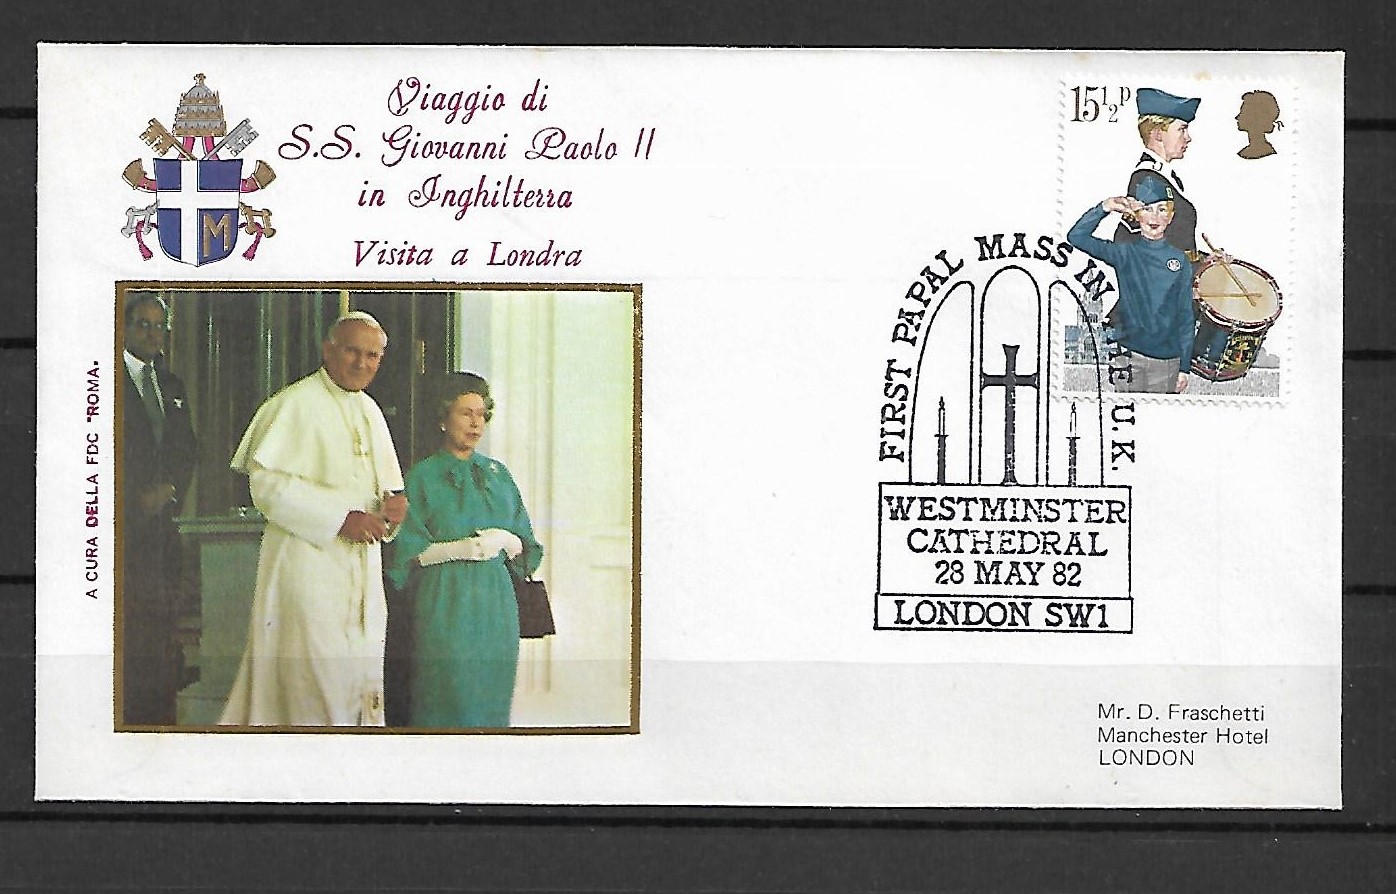 Viaggio di
S.S. Giovanni Paolo II
in Inghilterra
Visita a Londra
M
A CURA DELLA FDC "ROMA.
15½P
FIRST PAPAL MASS IN THE U.K.
WESTMINSTER
CATHEDRAL
28 MAY 82
LONDON SW1
Mr. D. Fraschetti
Manchester Hotel
LONDON